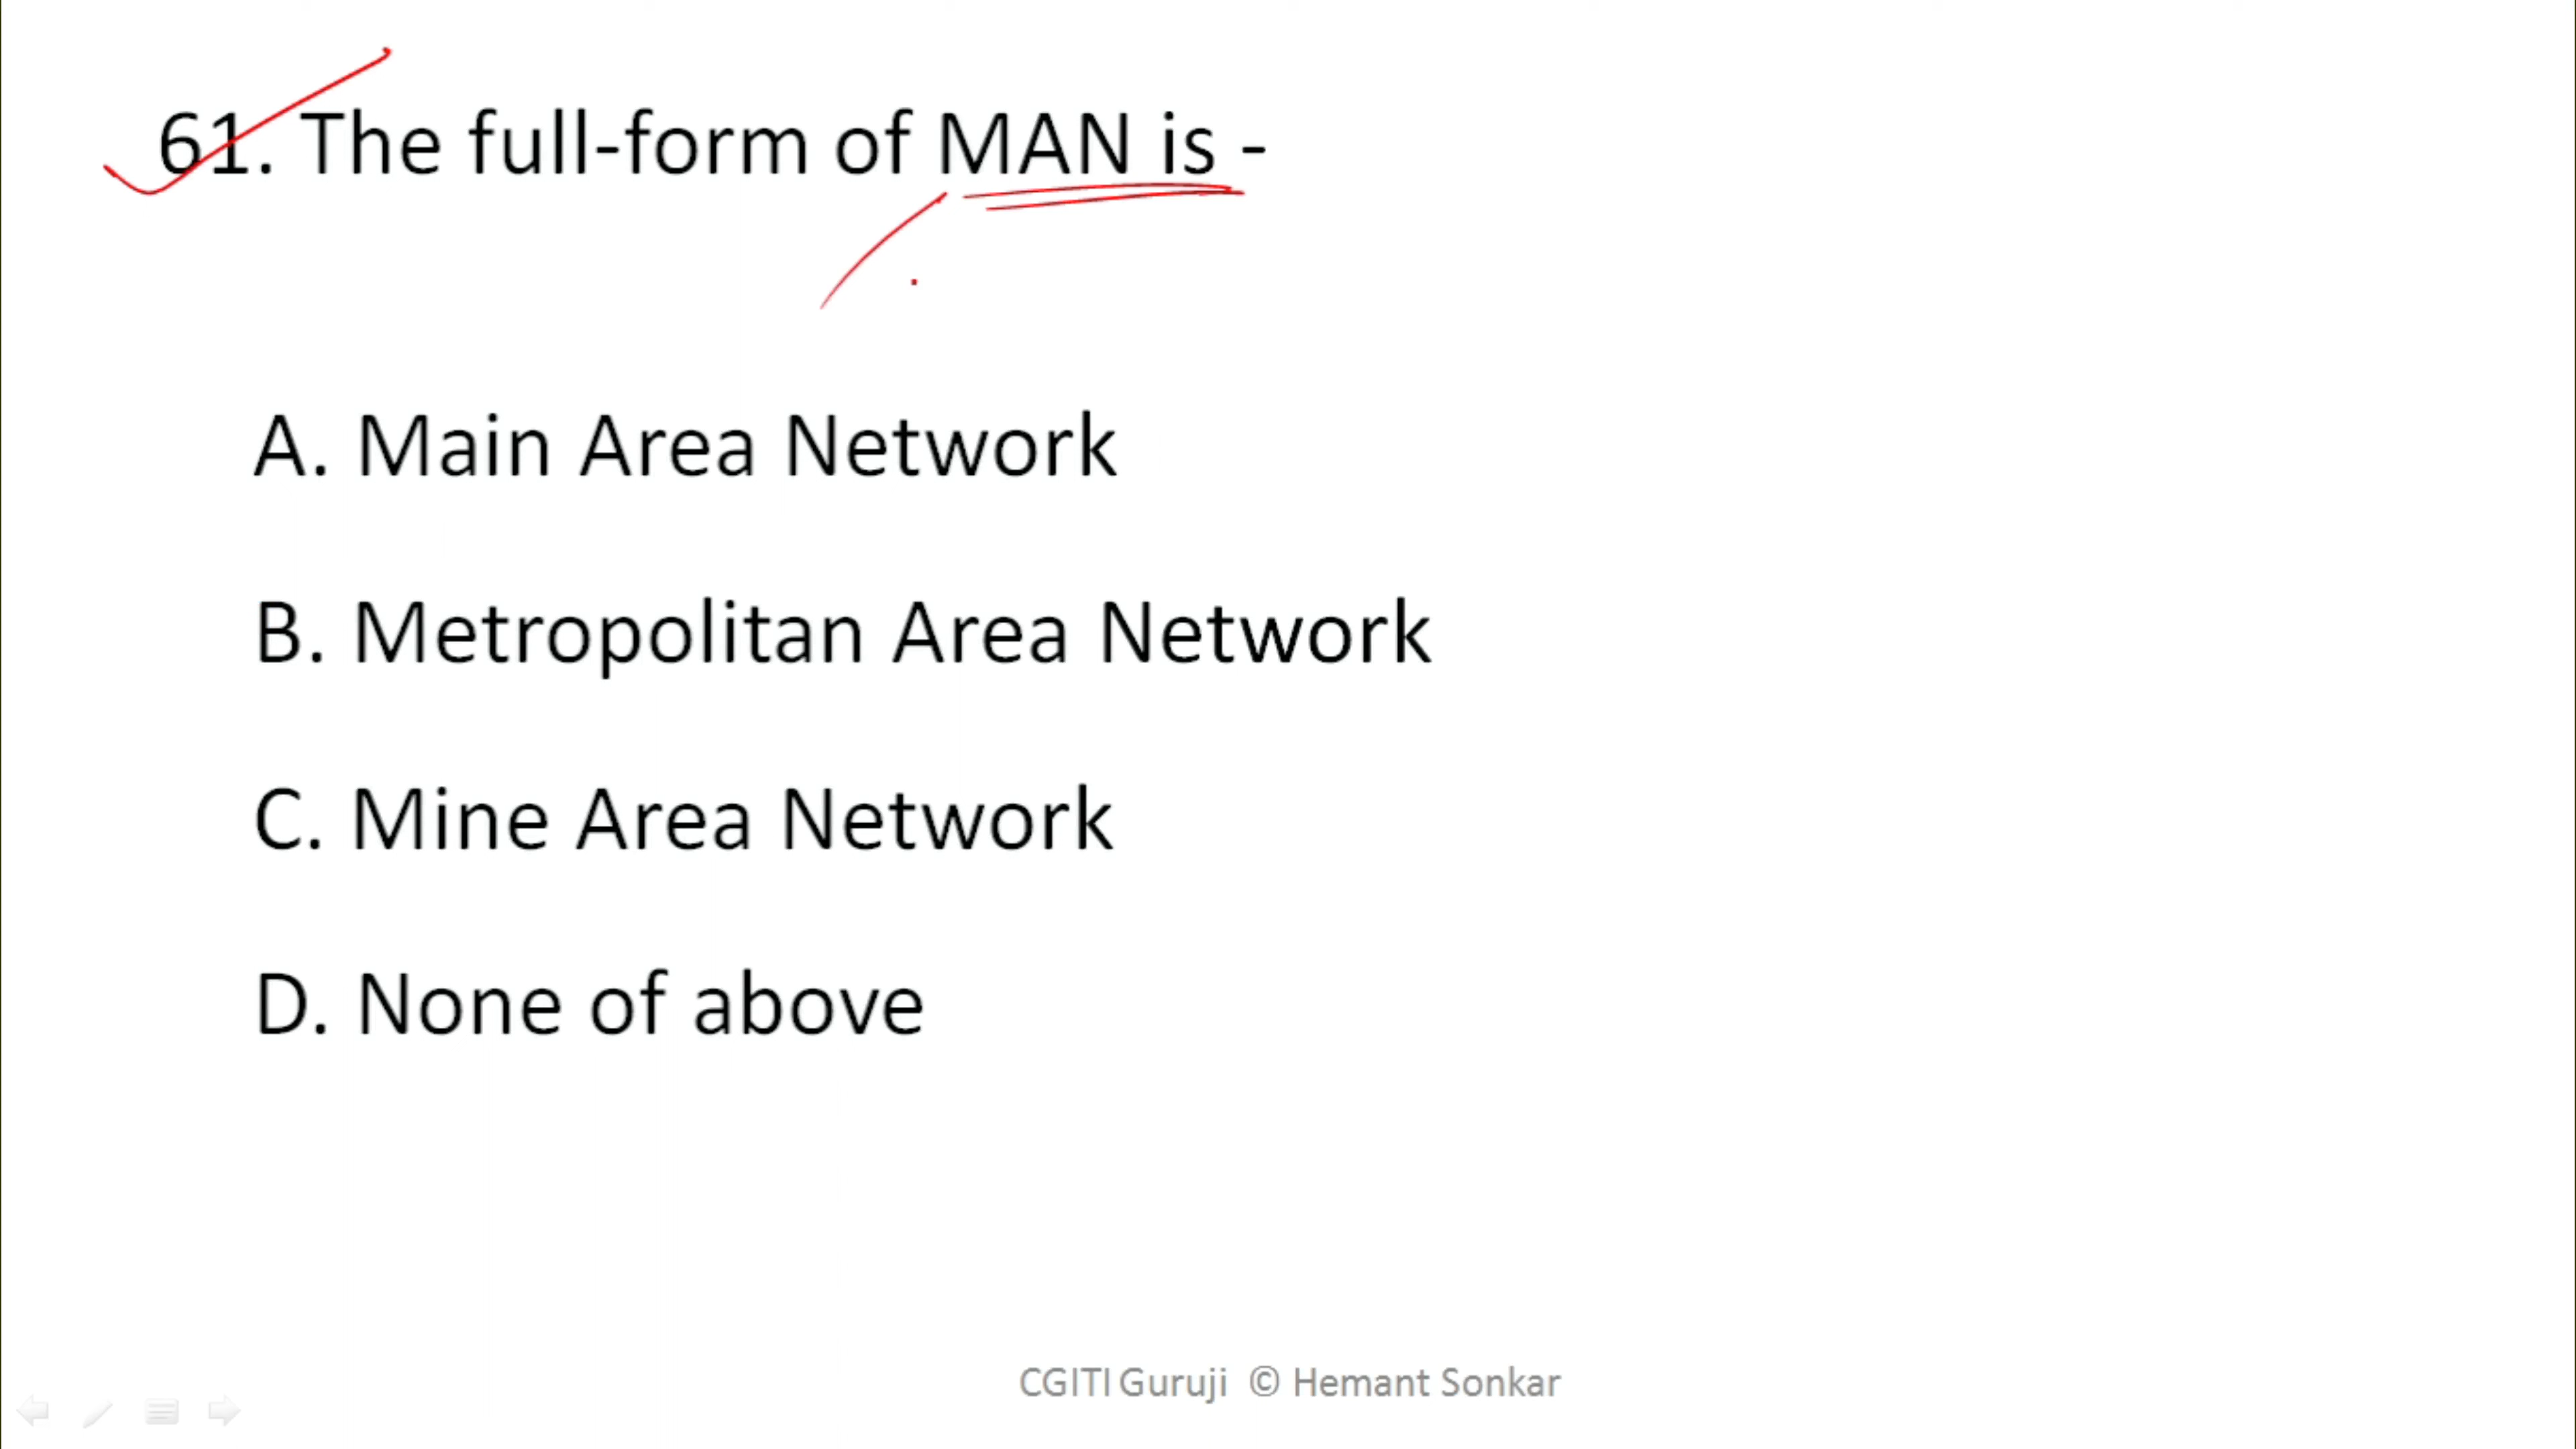 61. The full-form of MAN is -
A. Main Area Network
B. Metropolitan Area Network
C. Mine Area Network
D. None of above
CGITI Guruji © Hemant Sonkar